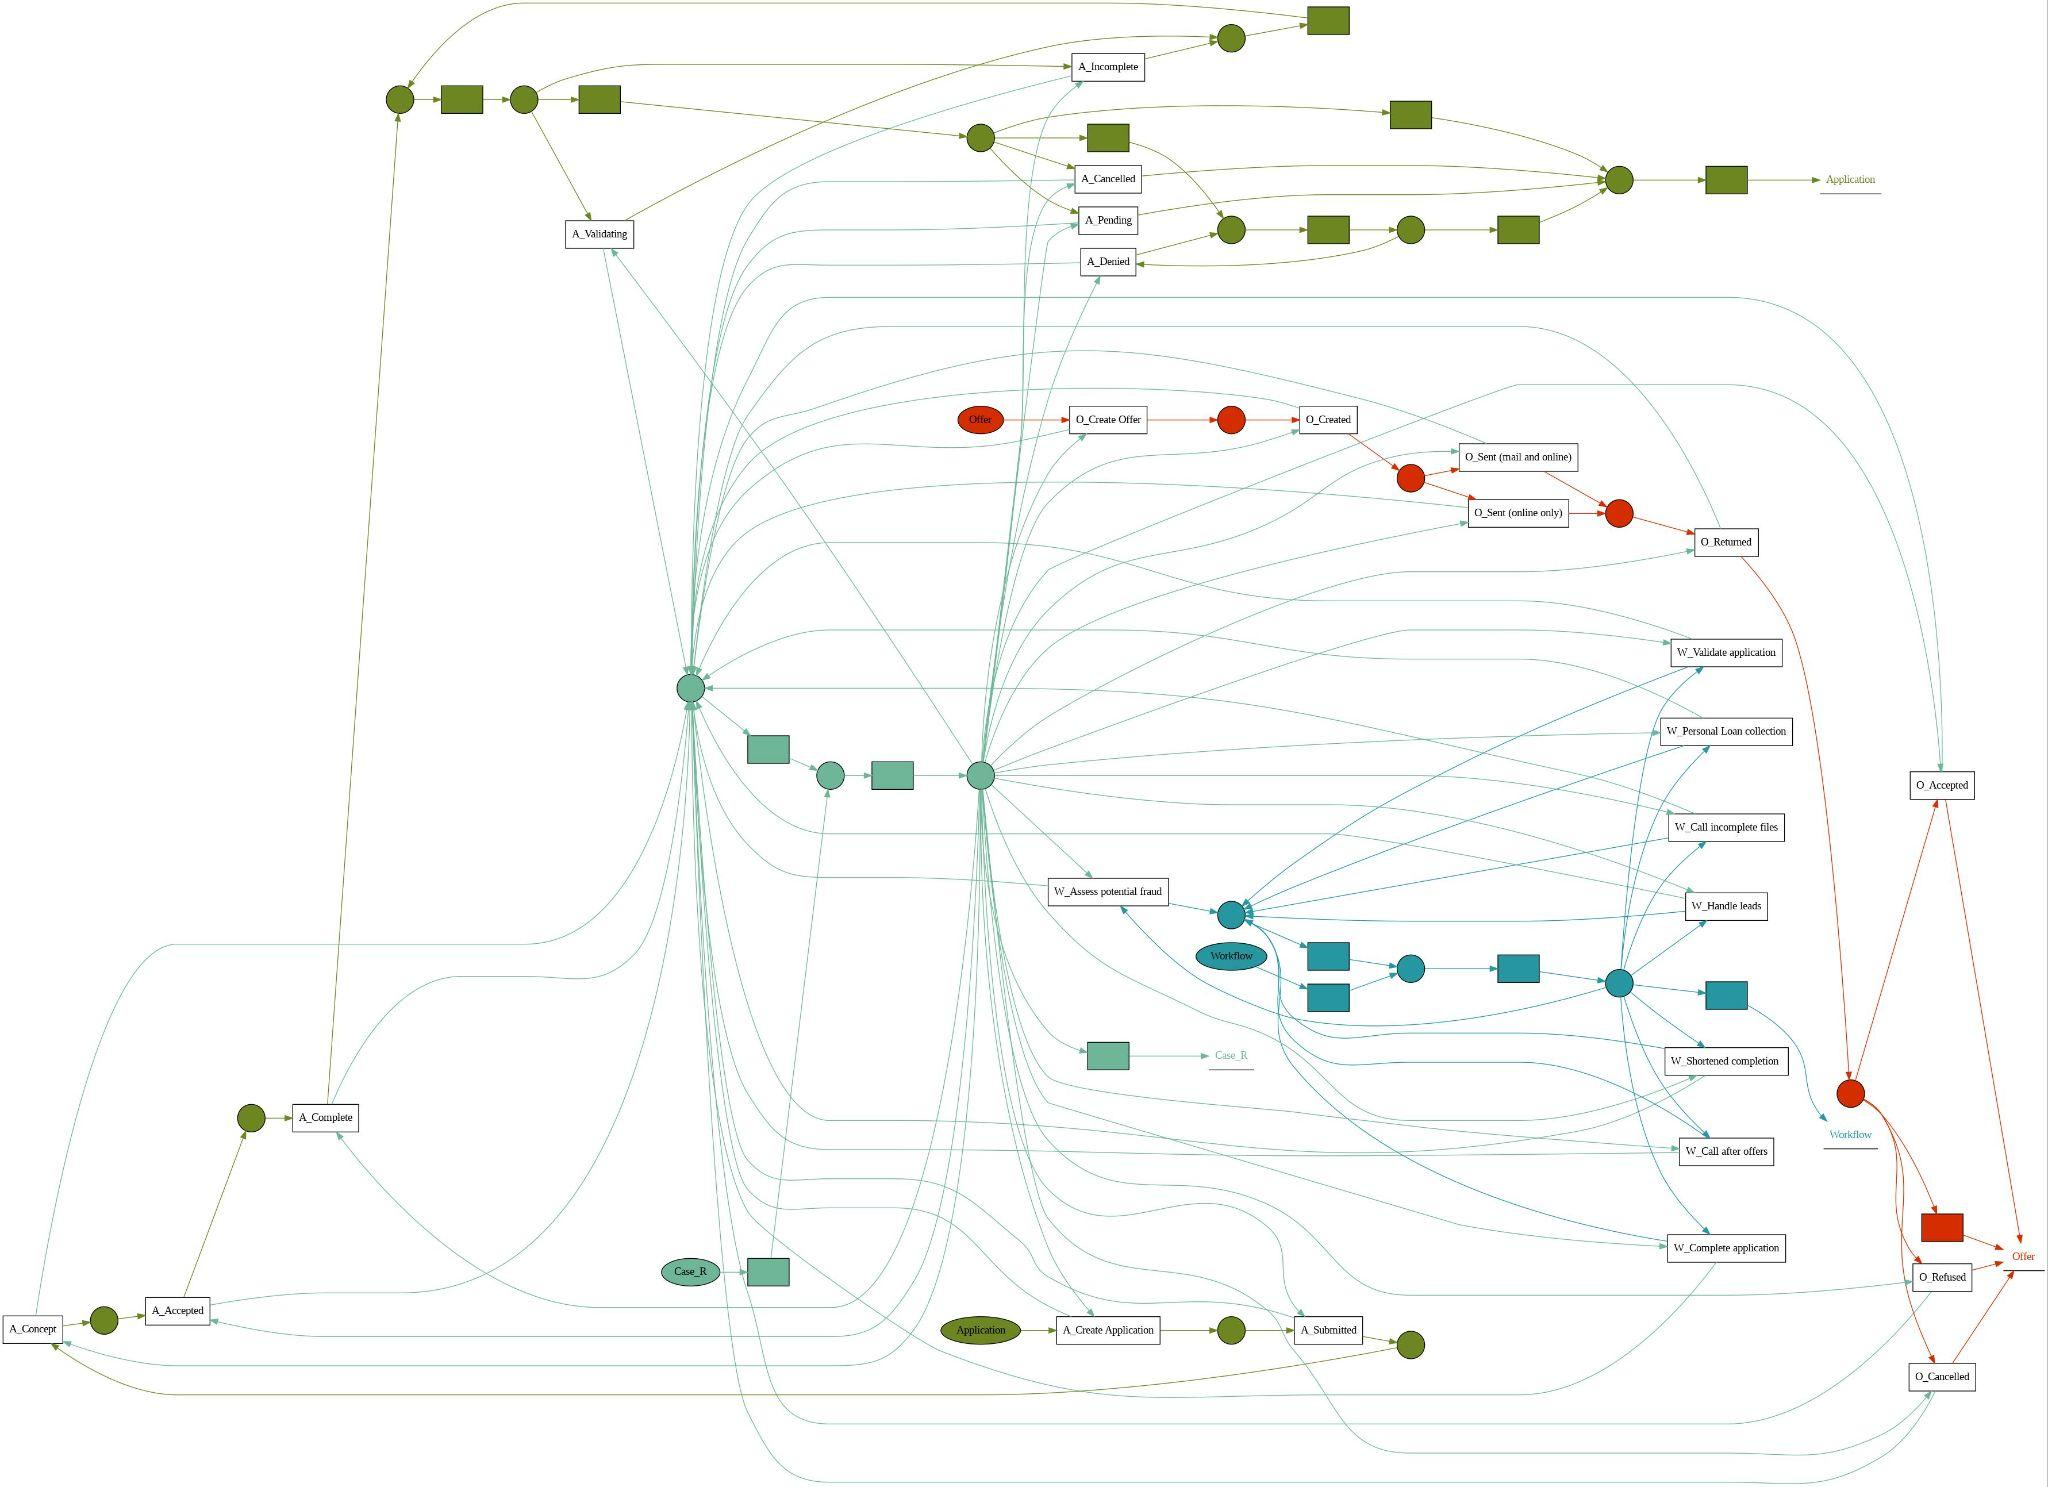 A_Incomplete
A_Cancelled
Application
A_Pending
A_Validating
A_Denied
Offer
O_Create Offer
O_Created
O_Sent (mail and online)
O_Sent (online only)
O_Returned
W_Validate application
W_Personal Loan collection
O_Accepted
W_Call incomplete files
W_Assess potential fraud
W_Handle leads
Workflow
Case_R
W_Shortened completion
A_Complete
Workflow
W_Call after offers
W_Complete application
Offer
Case_R
O_Refused
A_Accepted
A_Concept
Application
A_Create Application
A_Submitted
O_Cancelled